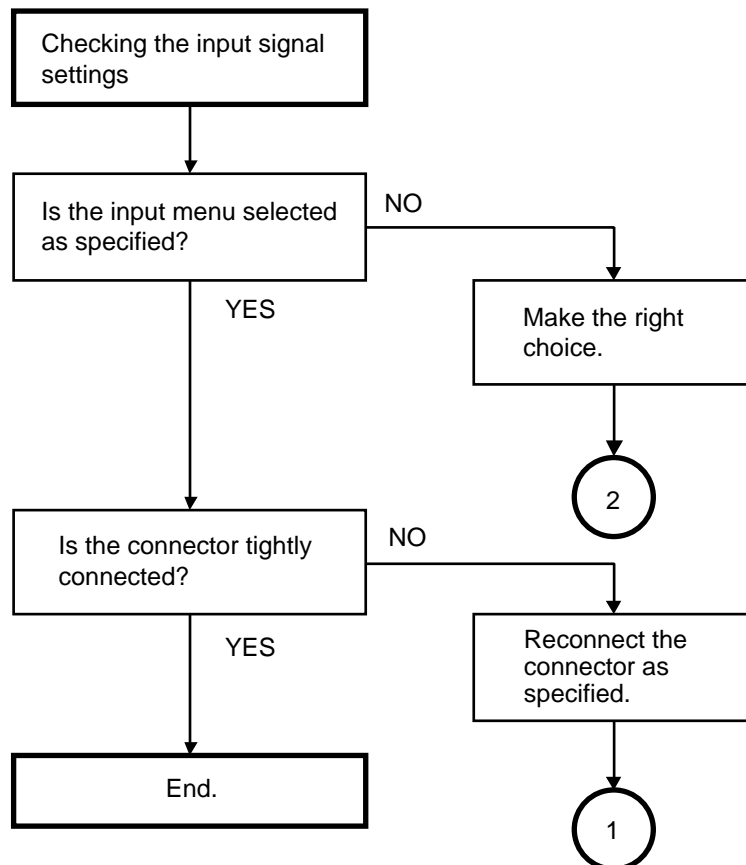 Checking the input signal
settings
Is the input menu selected
as specified?
NO
YES
Make the right
choice.
2
Is the connector tightly
connected?
NO
YES
Reconnect the
connector as
specified.
End.
1